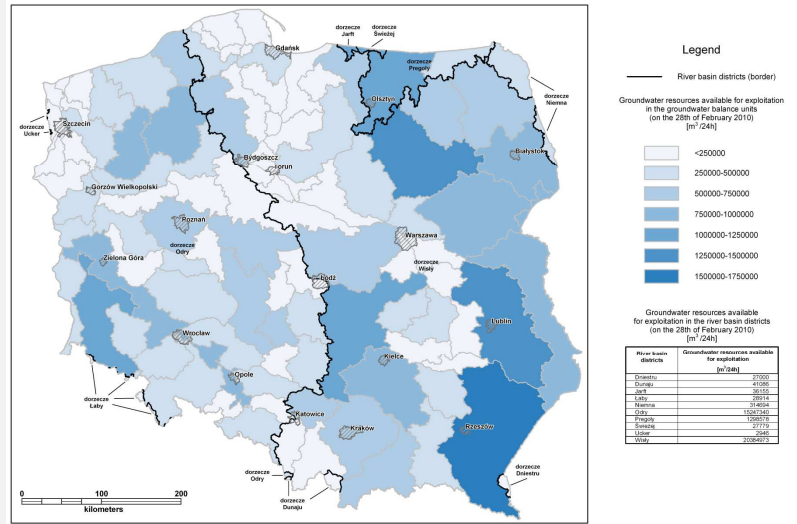 dorzecze
Jarft
dorzecze
Świeżej
Gdańsk
dorzecze
Pregoły
dorzecze
Niemna
Olsztyn
Szczecin
dorzecze
Ucker
Białystok
Bydgoszcz
orun
Gorzów Wielkopolski
Poznań
Warszawa
dorzecze
Odry
dorzecze
Wisły
Zielona Góra
Łódź
Lublin
Wrocław
Kielce
Opole
dorzecze
Łaby
Katowice
Kraków
Rzeszów
dorzecze
Odry
dorzecze
Dunaju
dorzecze
Dniestru
0 100 200
kilometers
Legend
River basin districts (border)
Groundwater resources available for exploitation
in the groundwater balance units
(on the 28th of February 2010)
[m³/24h]
<250000
250000-500000
500000-750000
750000-1000000
1000000-1250000
1250000-1500000
1500000-1750000
Groundwater resources available
for exploitation in the river basin districts
(on the 28th of February 2010)
[m³/24h]
River basin districts Groundwater resources available for exploitation
[m³/24h]
Dniestru 27000
Dunaju 41086
Jarft 36155
Łaby 28914
Niemna 314694
Odry 15247340
Pregoły 1298578
Świeżej 27779
Ucker 2946
Wisły 20384973